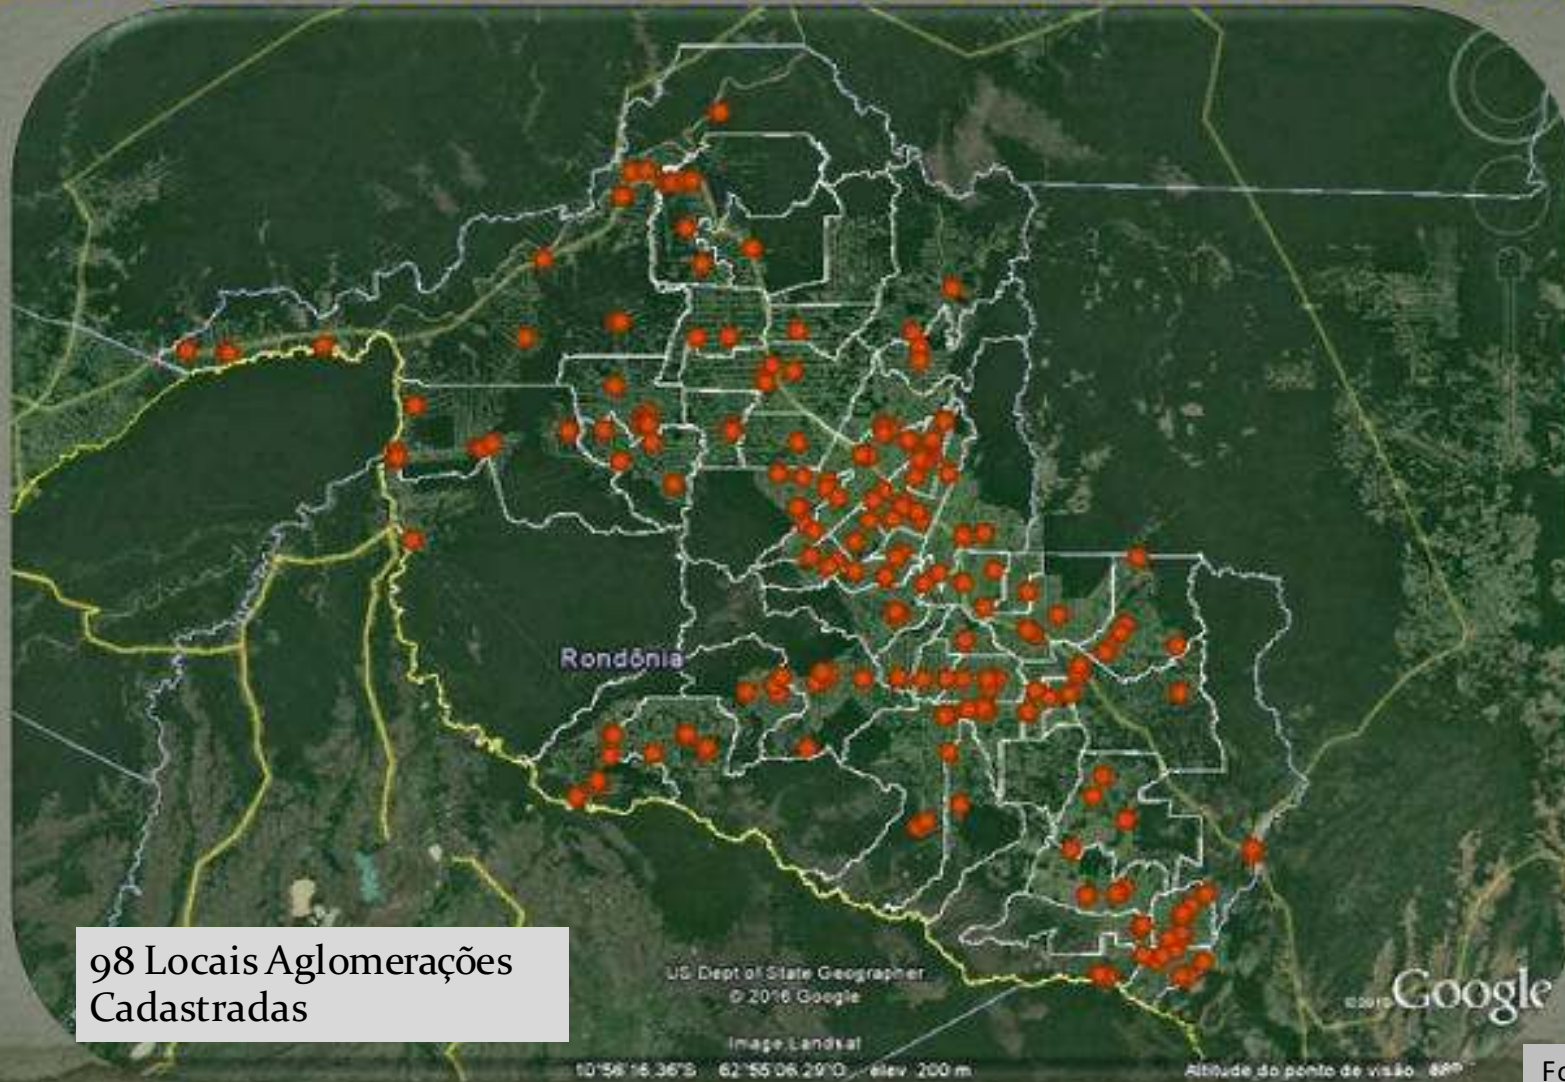 Rondônia
98 Locais Aglomerações
Cadastradas
US Dept of State Geographer
© 2016 Google
Google
Image Landsat
10°56'16.36"S 62°55'06.29"O elev 200 m
Altitude do ponto de visão
Fo